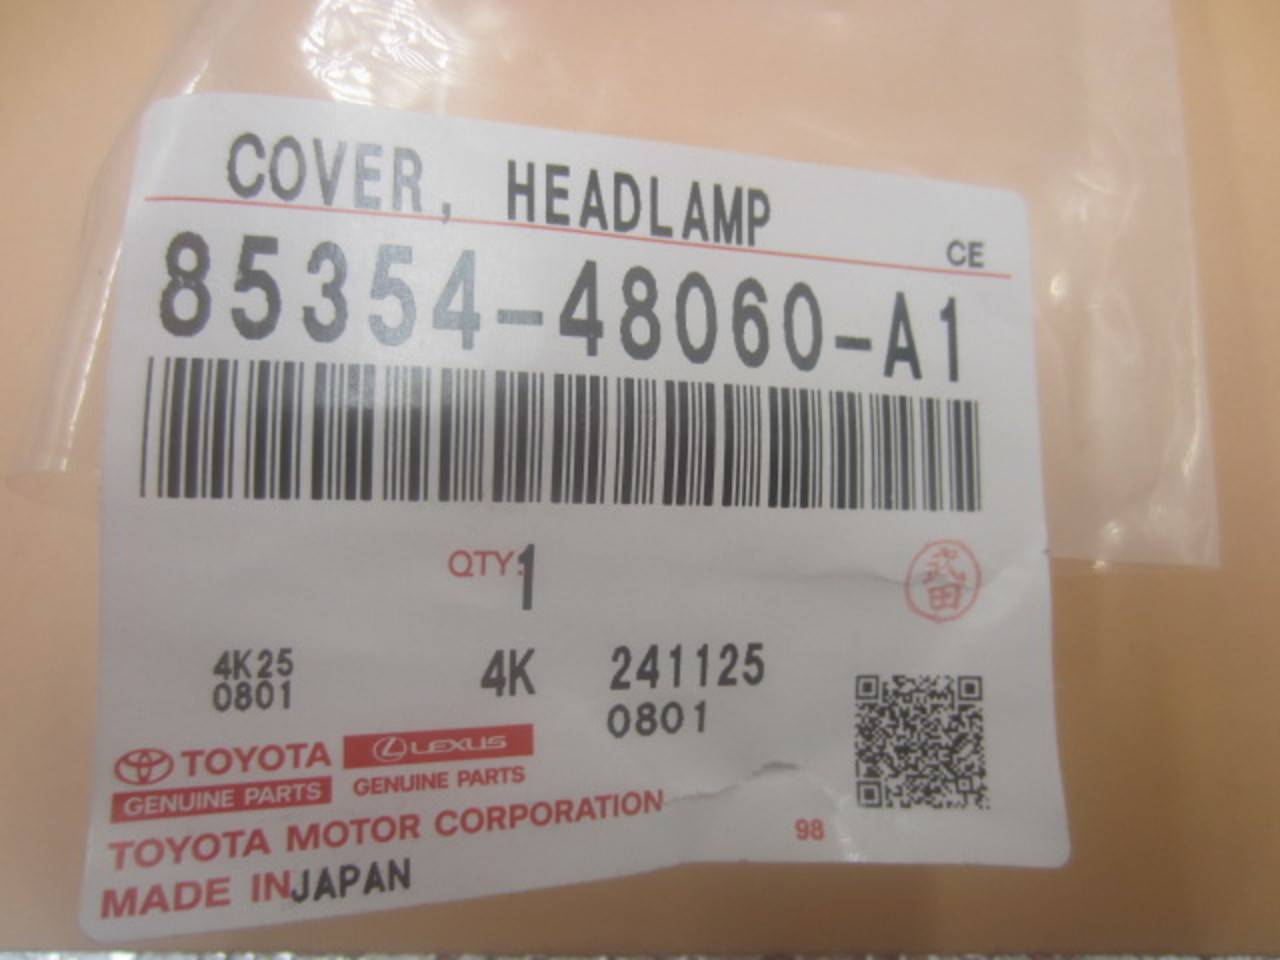 COVER, HEADLAMP
CE
85354-48060-A1
QTY:1
武田
4K25
0801
4K
241125
0801
TOYOTA
GENUINE PARTS
LEXUS
GENUINE PARTS
TOYOTA MOTOR CORPORATION
98
MADE IN JAPAN